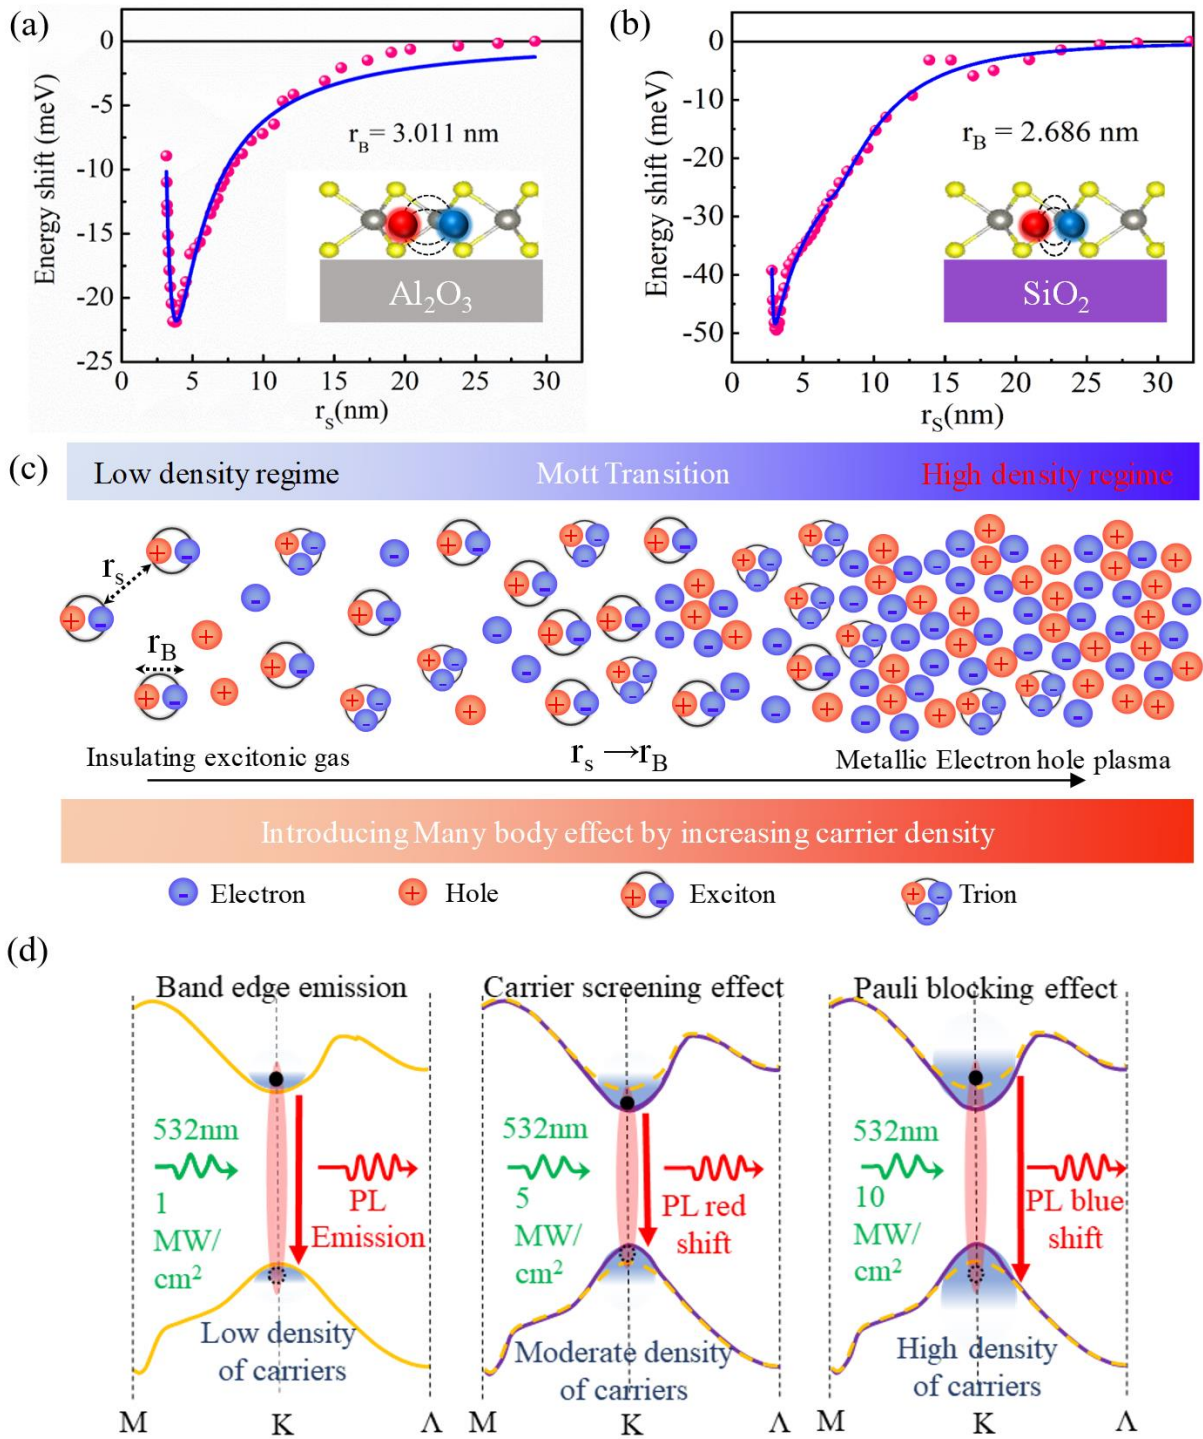 (a)
Energy shift (meV)
0
-5
-10
-15
-20
-25
0 5 10 15 20 25 30
r_S(nm)
r_B = 3.011 nm
Al₂O₃
(b)
Energy shift (meV)
0
-10
-20
-30
-40
-50
0 5 10 15 20 25 30
r_S(nm)
r_B = 2.686 nm
SiO₂
(c)
Low density regime Mott Transition High density regime
r_s
r_B
Insulating excitonic gas r_s → r_B Metallic Electron hole plasma
Introducing Many body effect by increasing carrier density
- Electron + Hole + - Exciton + - - Trion
(d)
Band edge emission
532nm
1
MW/
cm²
PL
Emission
Low density
of carriers
M K Λ
Carrier screening effect
532nm
5
MW/
cm²
PL red
shift
Moderate density
of carriers
M K Λ
Pauli blocking effect
532nm
10
MW/
cm²
PL blue
shift
High density
of carriers
M K Λ